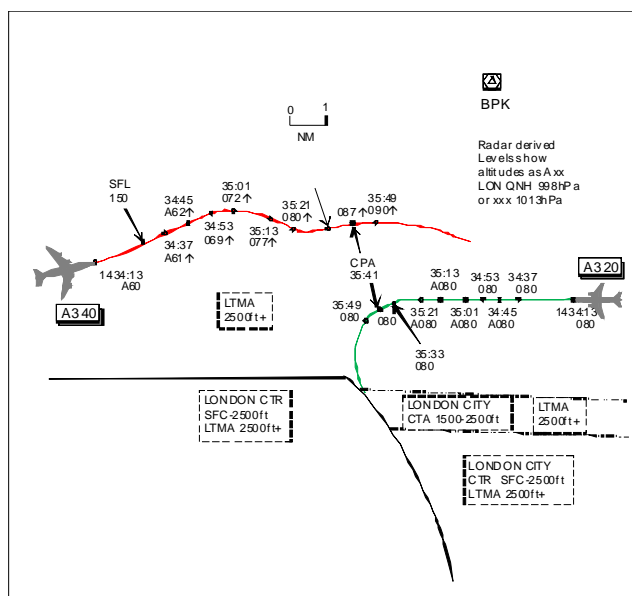 BPK
0
1
NM
Radar derived
Levels show
altitudes as Axx
LON QNH 998hPa
or xxx 1013hPa
SFL
150
34:45
A62↑
35:01
072↑
34:53
069↑
34:37
A61↑
35:13
077↑
35:21
080↑
087↑
35:49
090↑
1434:13
A60
A340
CPA
35:41
LTMA
2500ft+
35:49
080
080
35:13
A080
34:53
080
34:37
080
A320
35:21
A080
35:01
A080
34:45
A080
1434:13
080
35:33
080
LONDON CTR
SFC-2500ft
LTMA 2500ft+
LONDON CITY
CTA 1500-2500ft
LTMA
2500ft+
LONDON CITY
CTR SFC-2500ft
LTMA 2500ft+